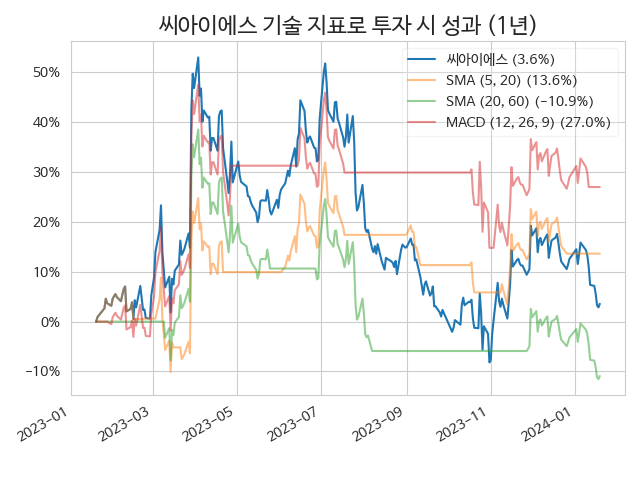 씨아이에스 기술 지표로 투자 시 성과 (1년)
씨아이에스 (3.6%)
SMA (5, 20) (13.6%)
SMA (20, 60) (−10.9%)
MACD (12, 26, 9) (27.0%)
50%
40%
30%
20%
10%
0%
−10%
2023−01
2023−03
2023−05
2023−07
2023−09
2023−11
2024−01